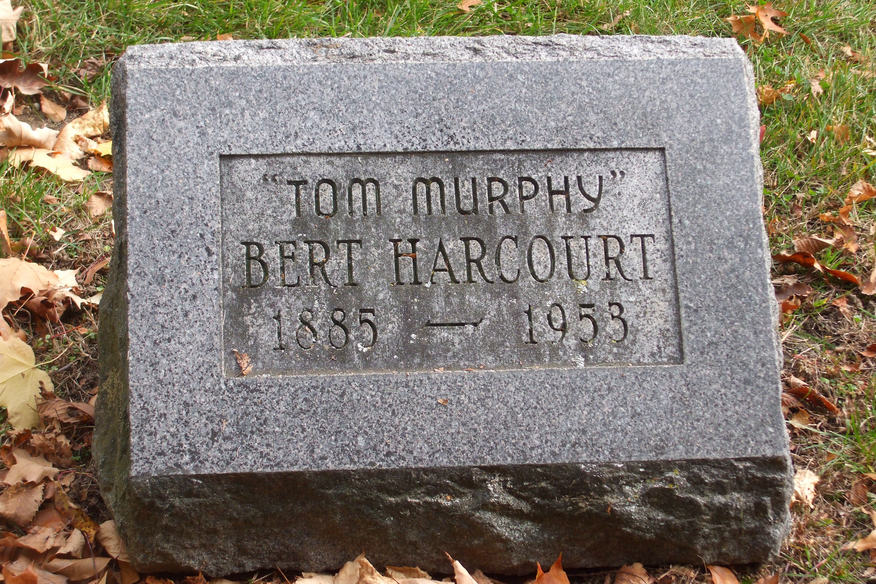 "TOM MURPHY"
BERT HARCOURT
1885 — 1953